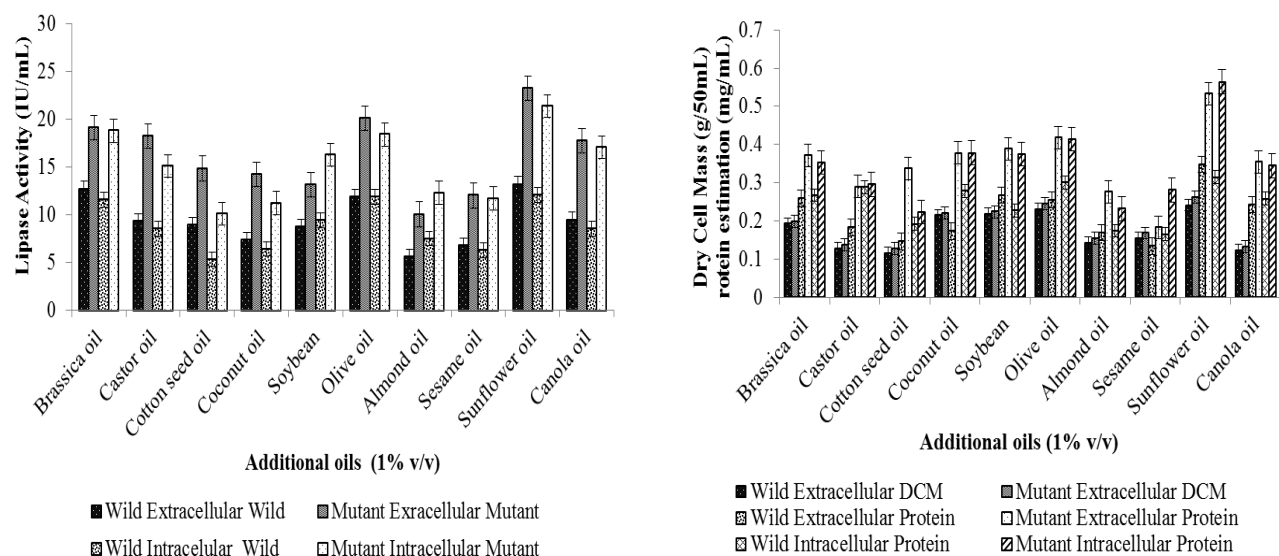 Lipase Activity (IU/mL)
30
25
20
15
10
5
0
Brassica oil
Castor oil
Cotton seed oil
Coconut oil
Soybean
Olive oil
Almond oil
Sesame oil
Sunflower oil
Canola oil
Additional oils (1% v/v)
Wild Extracellular Wild
Mutant Exracellular Mutant
Wild Intracelular Wild
Mutant Intracellular Mutant
Dry Cell Mass (g/50mL)
rotein estimation (mg/mL)
0.7
0.6
0.5
0.4
0.3
0.2
0.1
0
Brassica oil
Castor oil
Cotton seed oil
Coconut oil
Soybean
Olive oil
Almond oil
Sesame oil
Sunflower oil
Canola oil
Additional oils (1% v/v)
Wild Extracellular DCM
Mutant Extracellular DCM
Wild Extracellular Protein
Mutant Extracellular Protein
Wild Intracellular Protein
Mutant Intracellular Protein